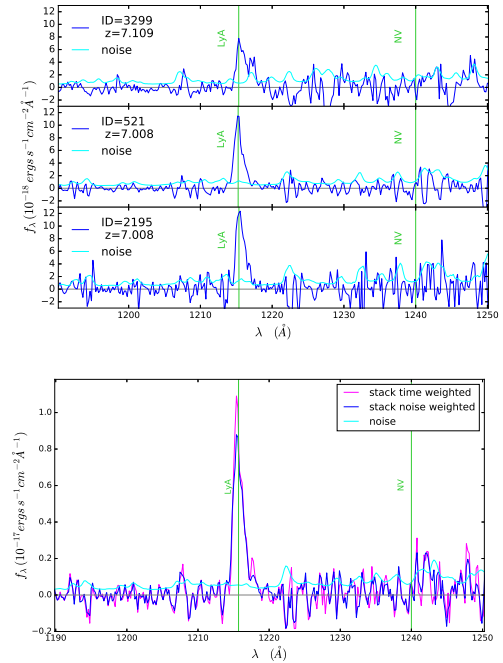 ID=3299
z=7.109
noise
LyA
NV
12
10
8
6
4
2
0
−2
ID=521
z=7.008
noise
LyA
NV
12
10
8
6
4
2
0
−2
ID=2195
z=7.008
noise
LyA
NV
12
10
8
6
4
2
0
−2
f_λ (10^−18 ergs s^−1 cm^−2 Å^−1)
1200 1210 1220 1230 1240 1250
λ (Å)
stack time weighted
stack noise weighted
noise
LyA
NV
1.0
0.8
0.6
0.4
0.2
0.0
−0.2
f_λ (10^−17 ergs s^−1 cm^−2 Å^−1)
1190 1200 1210 1220 1230 1240 1250
λ (Å)